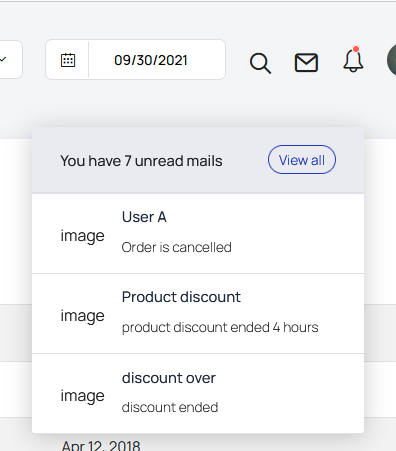 09/30/2021
You have 7 unread mails
View all
User A
image
Order is cancelled
Product discount
image
product discount ended 4 hours
discount over
image
discount ended
Apr 12, 2018